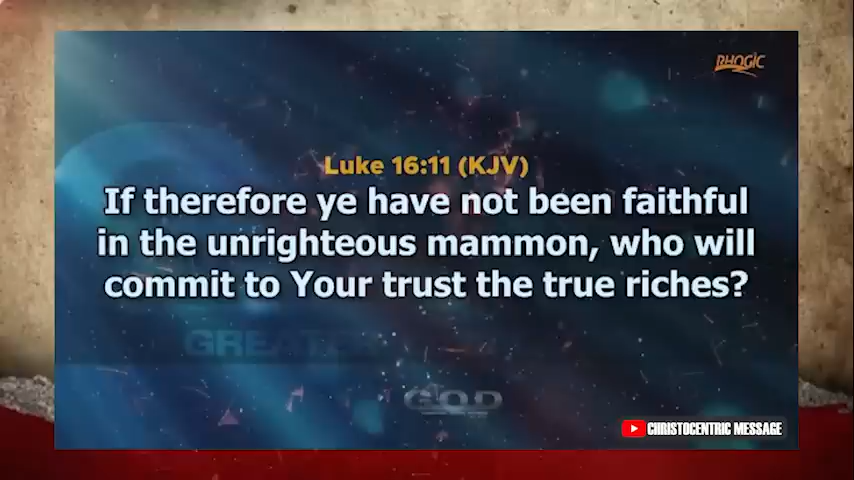 RHOGIC
Luke 16:11 (KJV)
If therefore ye have not been faithful
in the unrighteous mammon, who will
commit to Your trust the true riches?
GREATER
GOD
CHRISTOCENTRIC MESSAGE